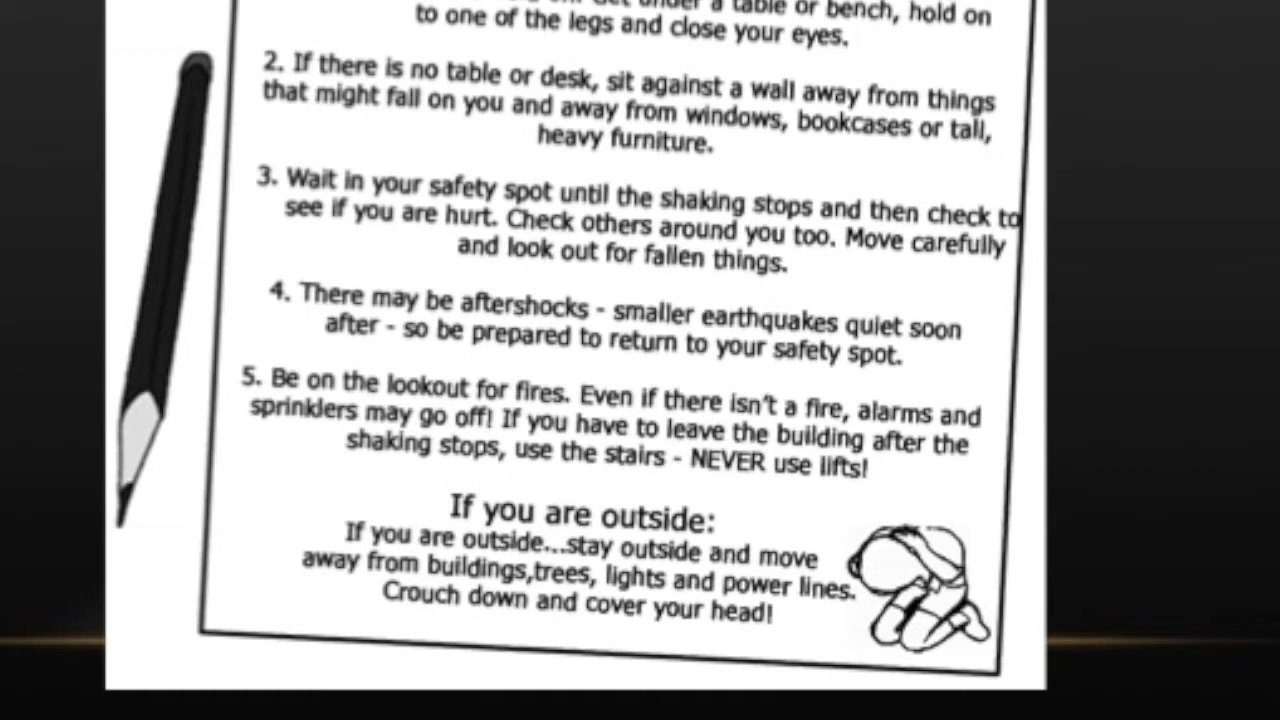 under a table or bench, hold on
to one of the legs and close your eyes.
2. If there is no table or desk, sit against a wall away from things
that might fall on you and away from windows, bookcases or tall,
heavy furniture.
3. Wait in your safety spot until the shaking stops and then check to
see if you are hurt. Check others around you too. Move carefully
and look out for fallen things.
4. There may be aftershocks - smaller earthquakes quiet soon
after - so be prepared to return to your safety spot.
5. Be on the lookout for fires. Even if there isn't a fire, alarms and
sprinklers may go off! If you have to leave the building after the
shaking stops, use the stairs - NEVER use lifts!
If you are outside:
If you are outside...stay outside and move
away from buildings,trees, lights and power lines.
Crouch down and cover your head!